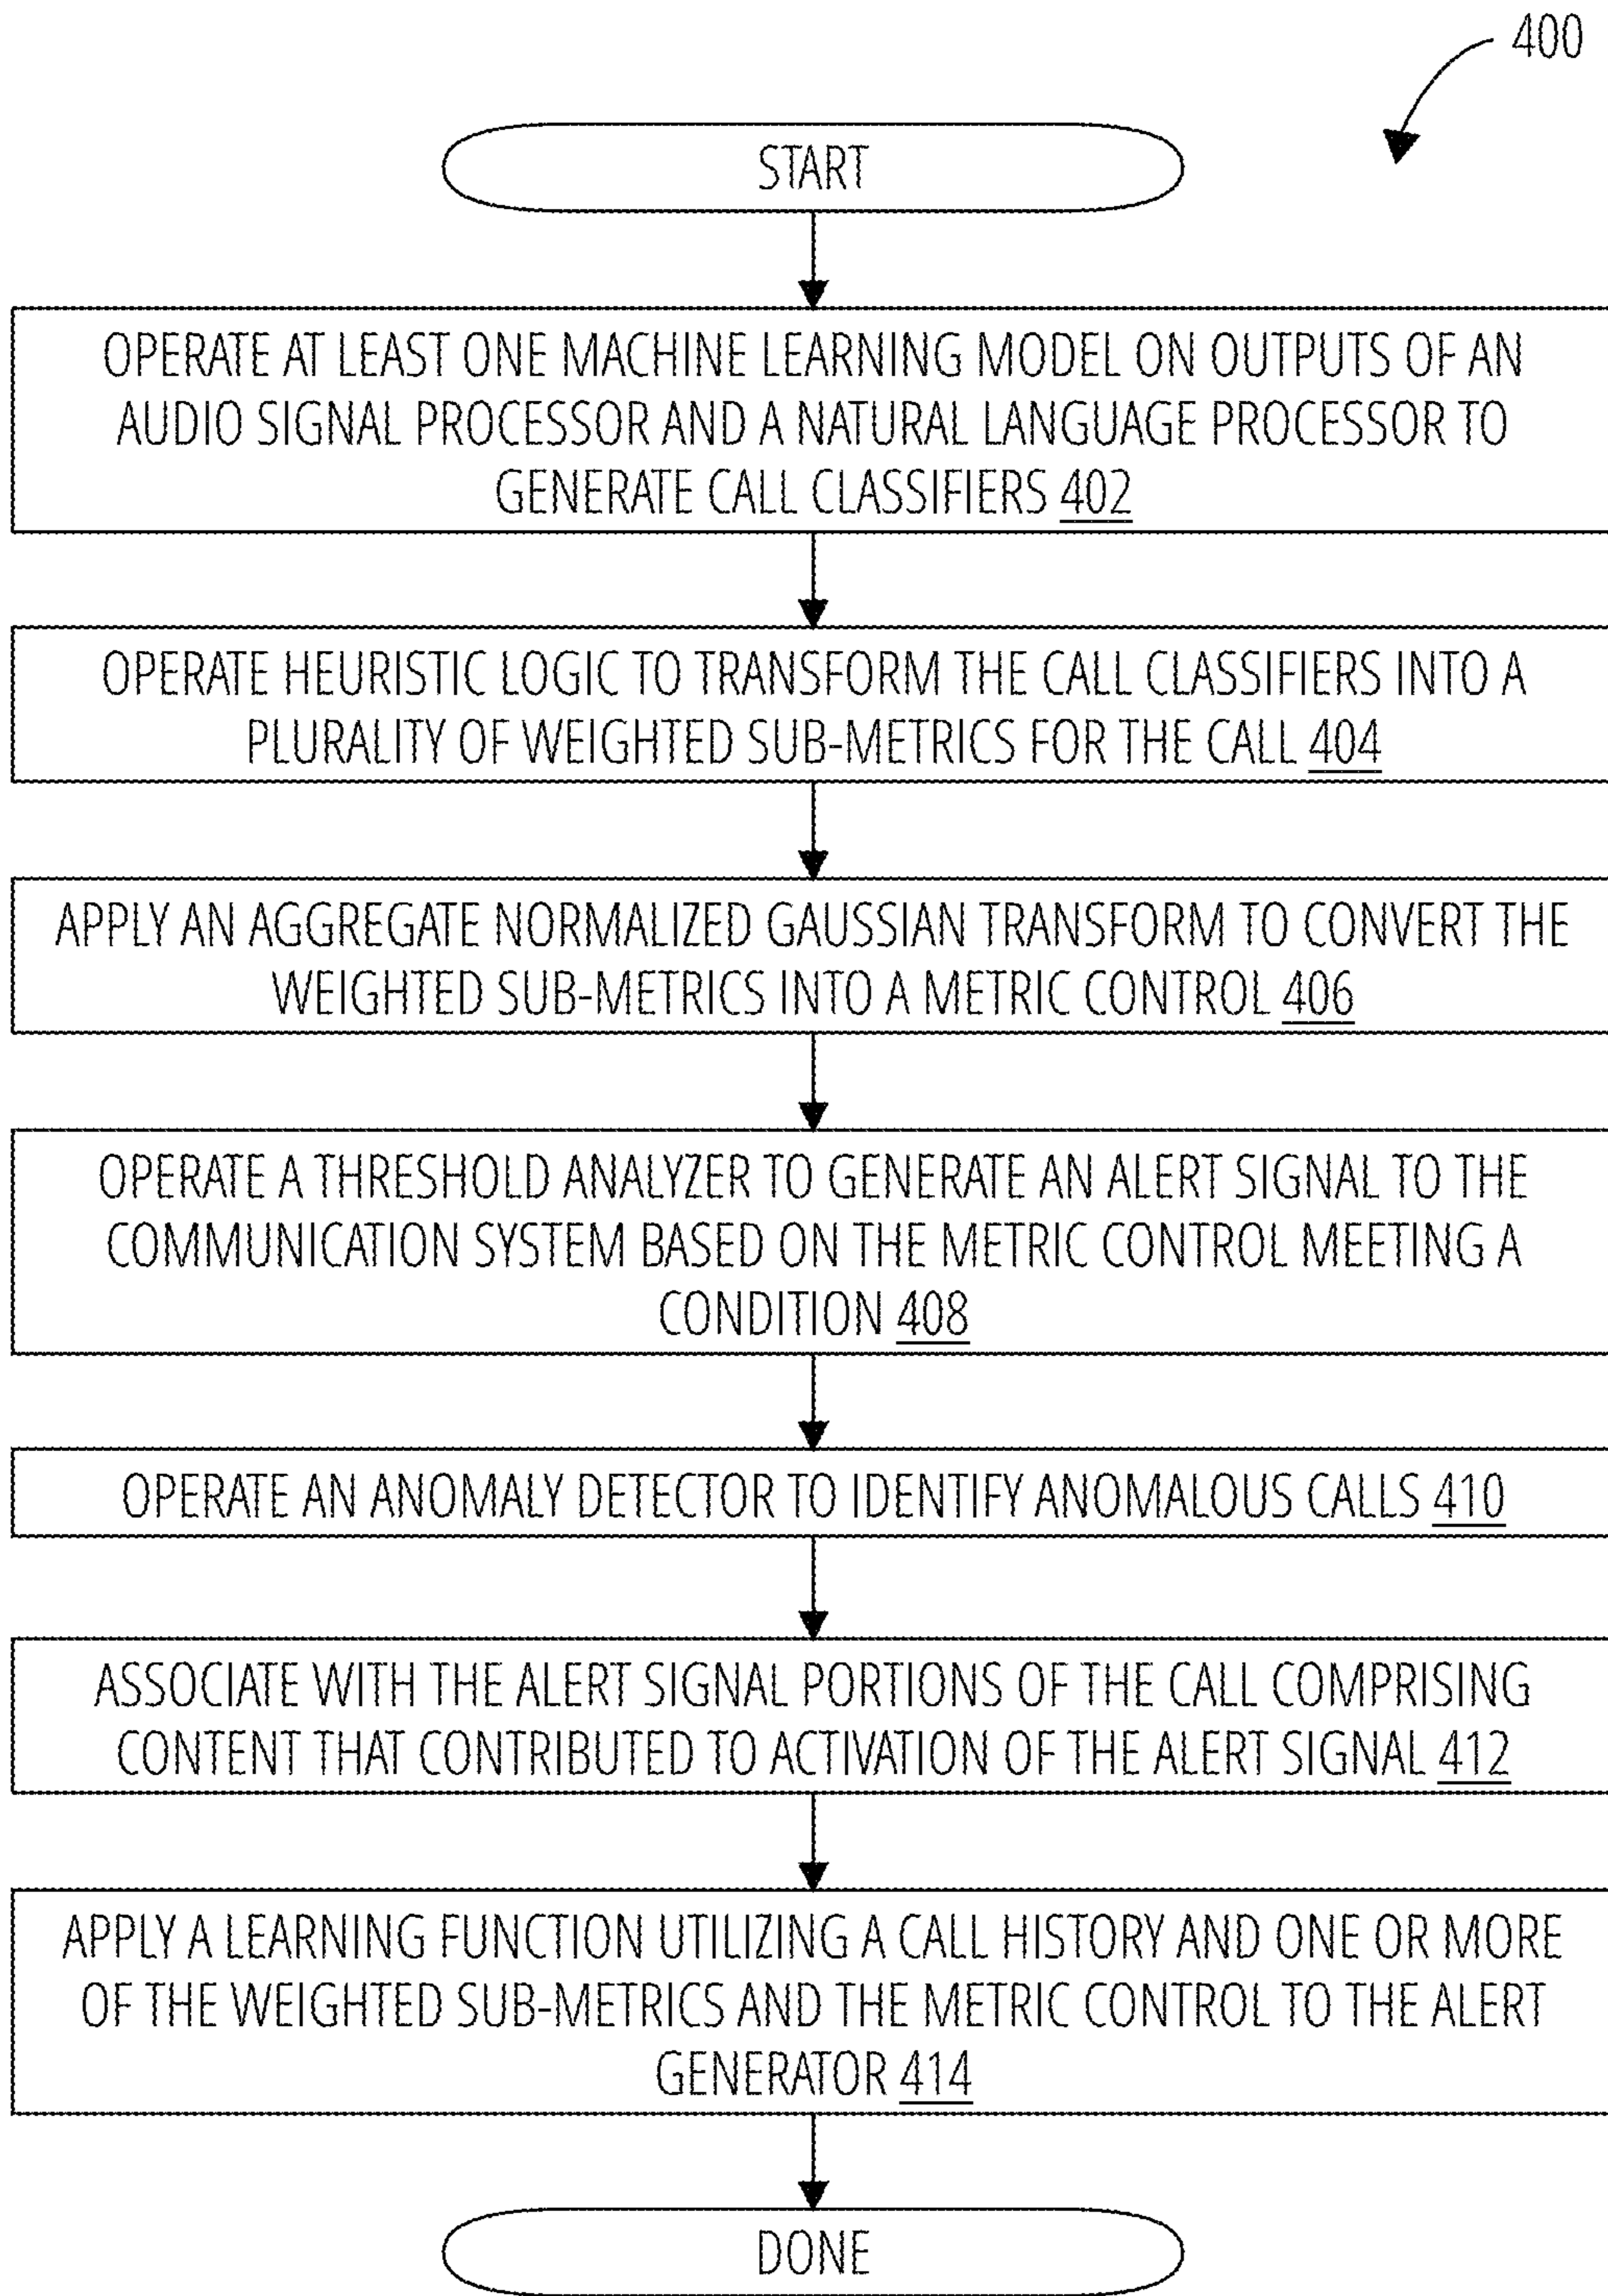 400
START
OPERATE AT LEAST ONE MACHINE LEARNING MODEL ON OUTPUTS OF AN
AUDIO SIGNAL PROCESSOR AND A NATURAL LANGUAGE PROCESSOR TO
GENERATE CALL CLASSIFIERS 402
OPERATE HEURISTIC LOGIC TO TRANSFORM THE CALL CLASSIFIERS INTO A
PLURALITY OF WEIGHTED SUB-METRICS FOR THE CALL 404
APPLY AN AGGREGATE NORMALIZED GAUSSIAN TRANSFORM TO CONVERT THE
WEIGHTED SUB-METRICS INTO A METRIC CONTROL 406
OPERATE A THRESHOLD ANALYZER TO GENERATE AN ALERT SIGNAL TO THE
COMMUNICATION SYSTEM BASED ON THE METRIC CONTROL MEETING A
CONDITION 408
OPERATE AN ANOMALY DETECTOR TO IDENTIFY ANOMALOUS CALLS 410
ASSOCIATE WITH THE ALERT SIGNAL PORTIONS OF THE CALL COMPRISING
CONTENT THAT CONTRIBUTED TO ACTIVATION OF THE ALERT SIGNAL 412
APPLY A LEARNING FUNCTION UTILIZING A CALL HISTORY AND ONE OR MORE
OF THE WEIGHTED SUB-METRICS AND THE METRIC CONTROL TO THE ALERT
GENERATOR 414
DONE